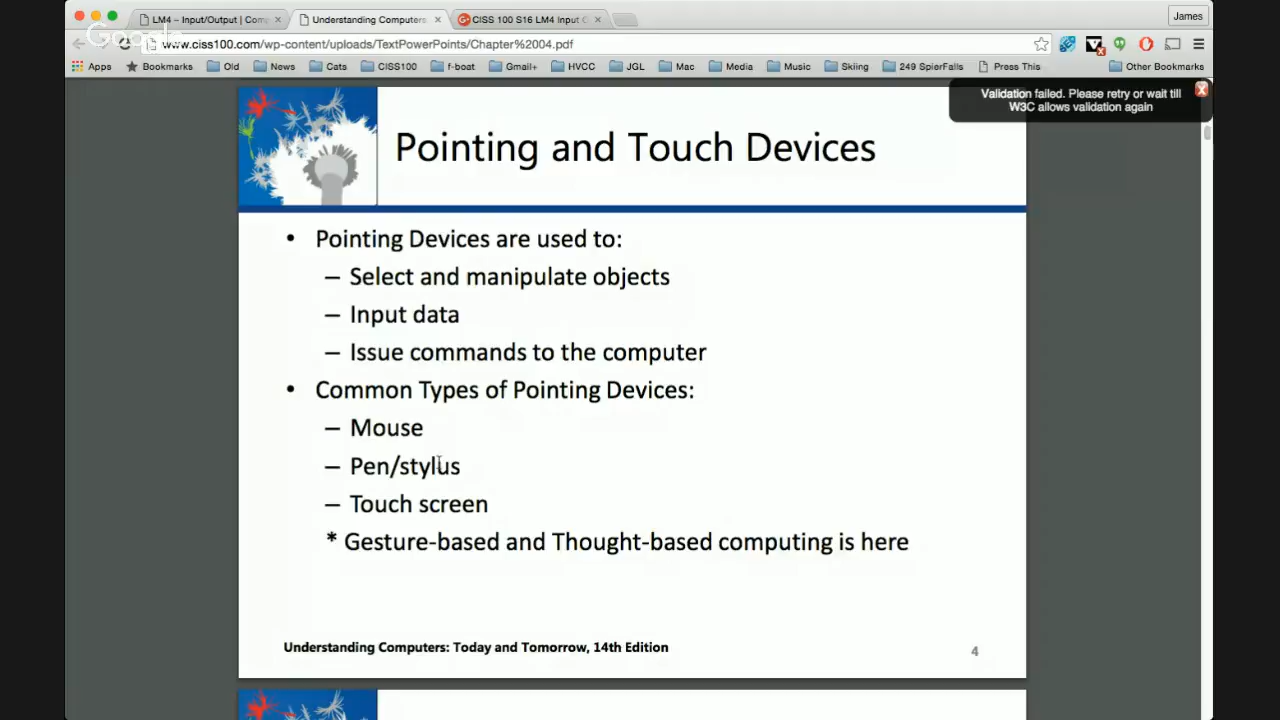 LM4 – Input/Output | Comp
Understanding Computers:
CISS 100 S16 LM4 Input O
James
Google
www.ciss100.com/wp-content/uploads/TextPowerPoints/Chapter%2004.pdf
Apps Bookmarks Old News Cats CISS100 f-boat Gmail+ HVCC JGL Mac Media Music Skiing 249 SpierFalls Press This Other Bookmarks
Validation failed. Please retry or wait till
W3C allows validation again
Pointing and Touch Devices
• Pointing Devices are used to:
– Select and manipulate objects
– Input data
– Issue commands to the computer
• Common Types of Pointing Devices:
– Mouse
– Pen/stylus
– Touch screen
* Gesture-based and Thought-based computing is here
Understanding Computers: Today and Tomorrow, 14th Edition
4